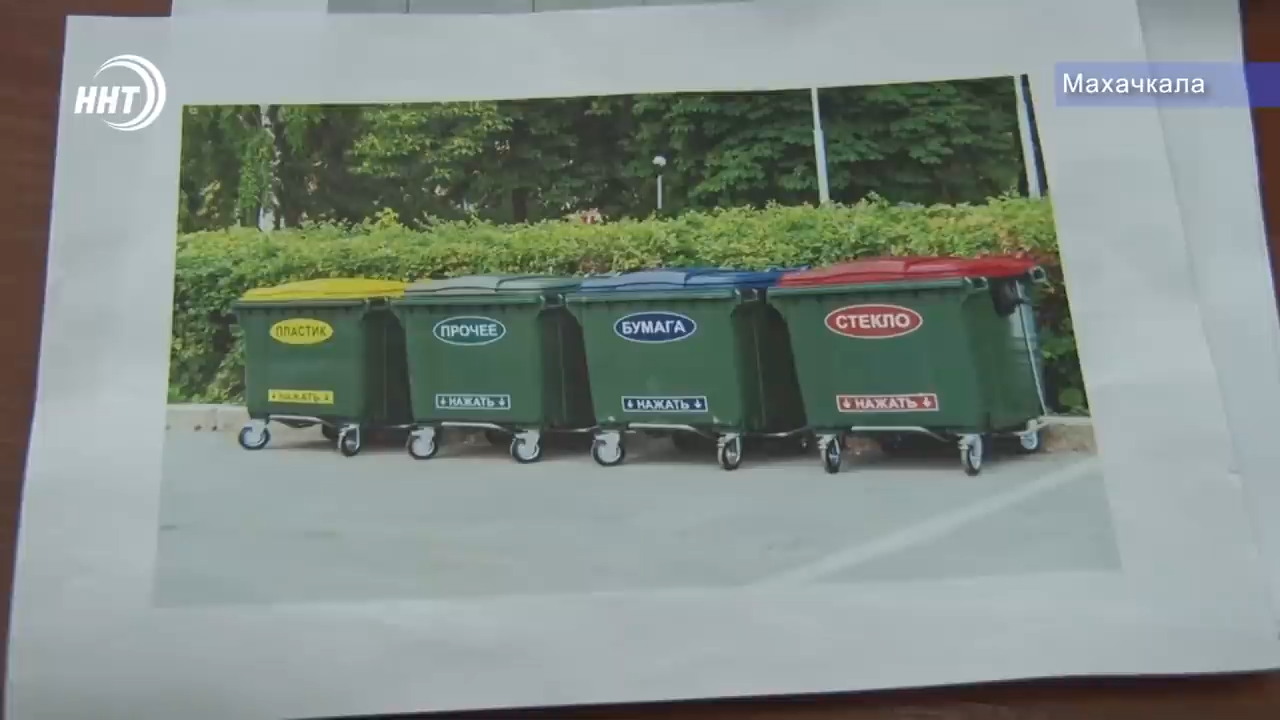 ННТ
Махачкала
ПЛАСТИК
ПРОЧЕЕ
БУМАГА
СТЕКЛО
↓ НАЖАТЬ ↓
↓ НАЖАТЬ ↓
↓ НАЖАТЬ ↓
↓ НАЖАТЬ ↓